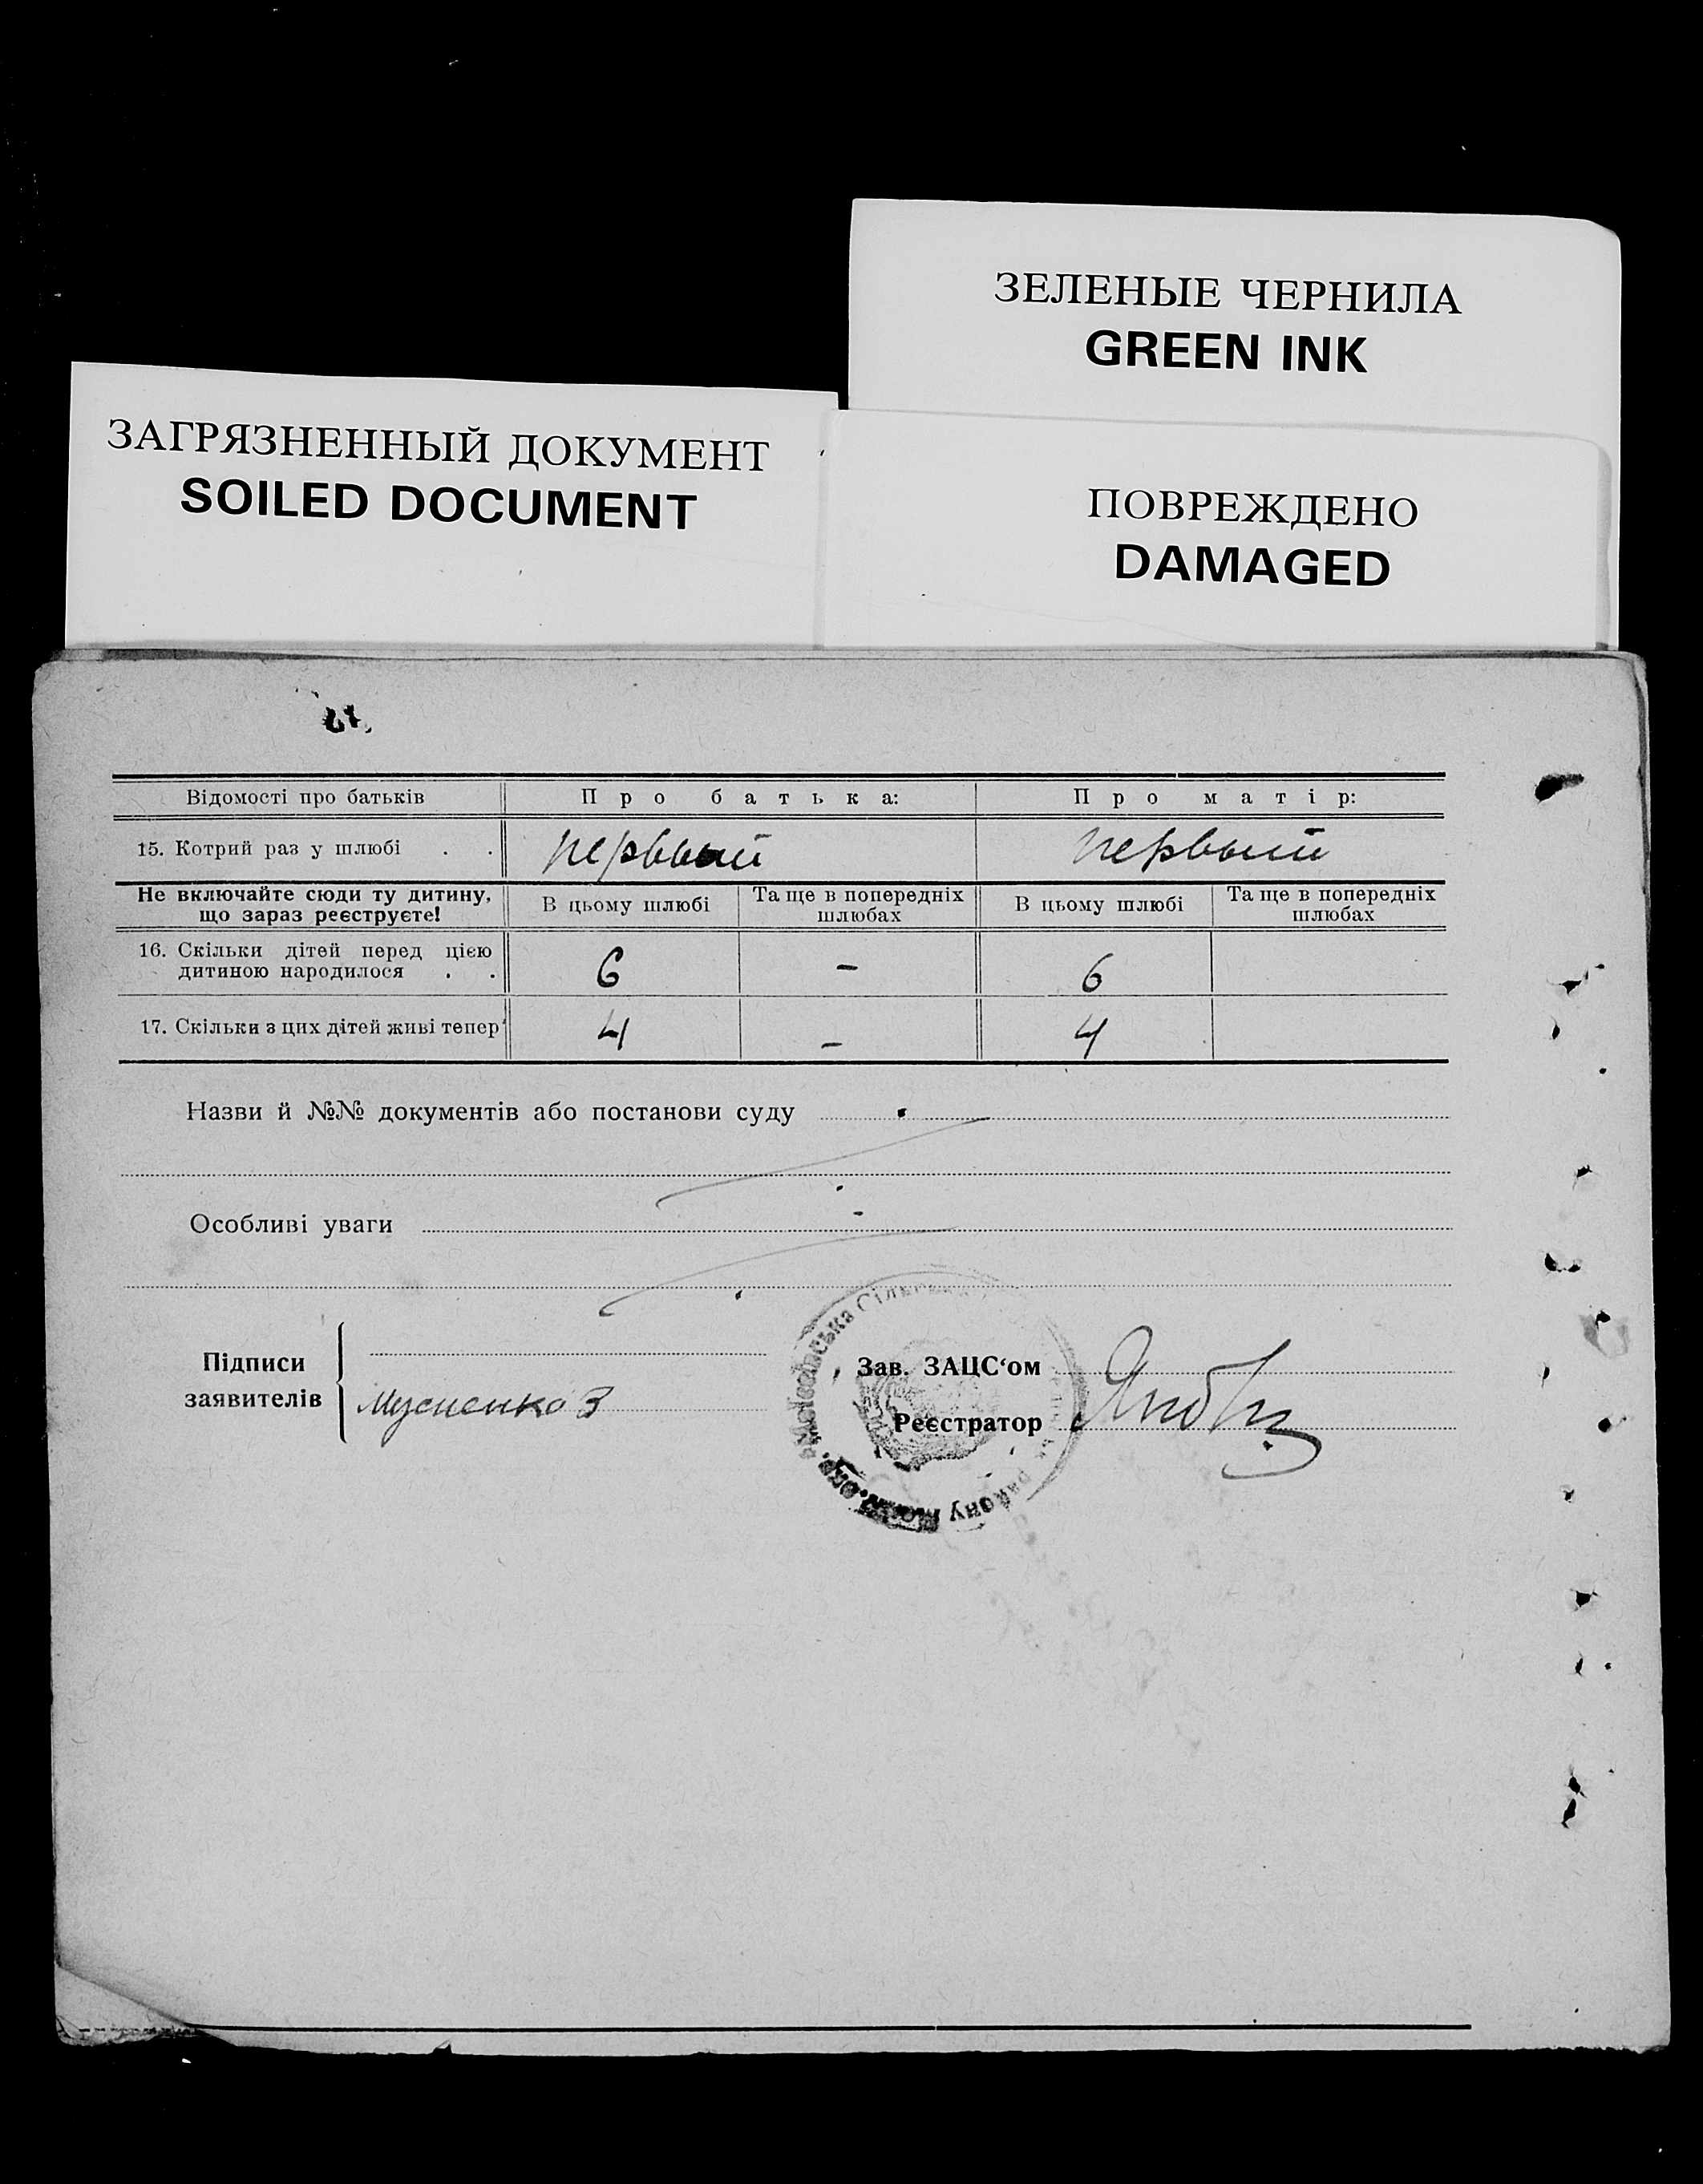 ЗЕЛЕНЫЕ ЧЕРНИЛА
GREEN INK
ЗАГРЯЗНЕННЫЙ ДОКУМЕНТ
SOILED DOCUMENT
ПОВРЕЖДЕНО
DAMAGED
Відомості про батьків Про батька: Про матір:
15. Котрий раз у шлюбі . . первый первый
Не включайте сюди ту дитину, що зараз реєструєте! В цьому шлюбі Та ще в попередніх шлюбах В цьому шлюбі Та ще в попередніх шлюбах
16. Скільки дітей перед цією
дитиною народилося . . 6 – 6
17. Скільки з цих дітей живі тепер 4 – 4
Назви й №№ документів або постанови суду
Особливі уваги
Підписи
заявителів
Мусиенко З
Зав. ЗАЦС‘ом
Реєстратор
району